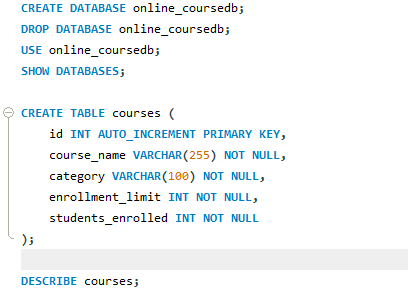 CREATE DATABASE online_coursedb;
DROP DATABASE online_coursedb;
USE online_coursedb;
SHOW DATABASES;
CREATE TABLE courses (
id INT AUTO_INCREMENT PRIMARY KEY,
course_name VARCHAR(255) NOT NULL,
category VARCHAR(100) NOT NULL,
enrollment_limit INT NOT NULL,
students_enrolled INT NOT NULL
);
DESCRIBE courses;